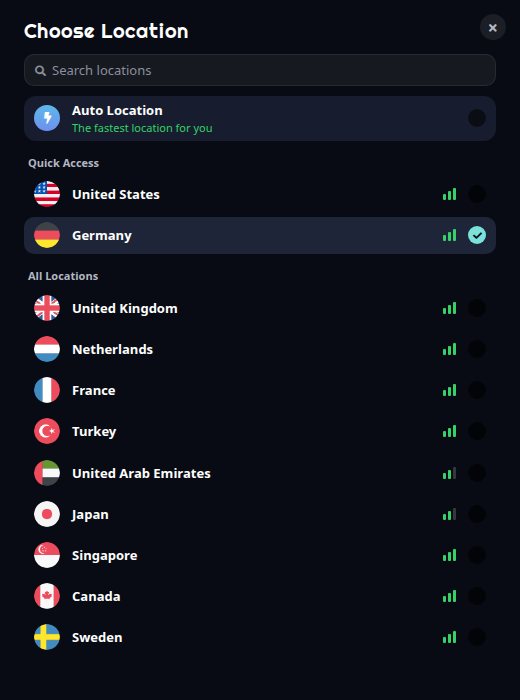 Choose Location
Search locations
Auto Location
The fastest location for you
Quick Access
United States
Germany
All Locations
United Kingdom
Netherlands
France
Turkey
United Arab Emirates
Japan
Singapore
Canada
Sweden